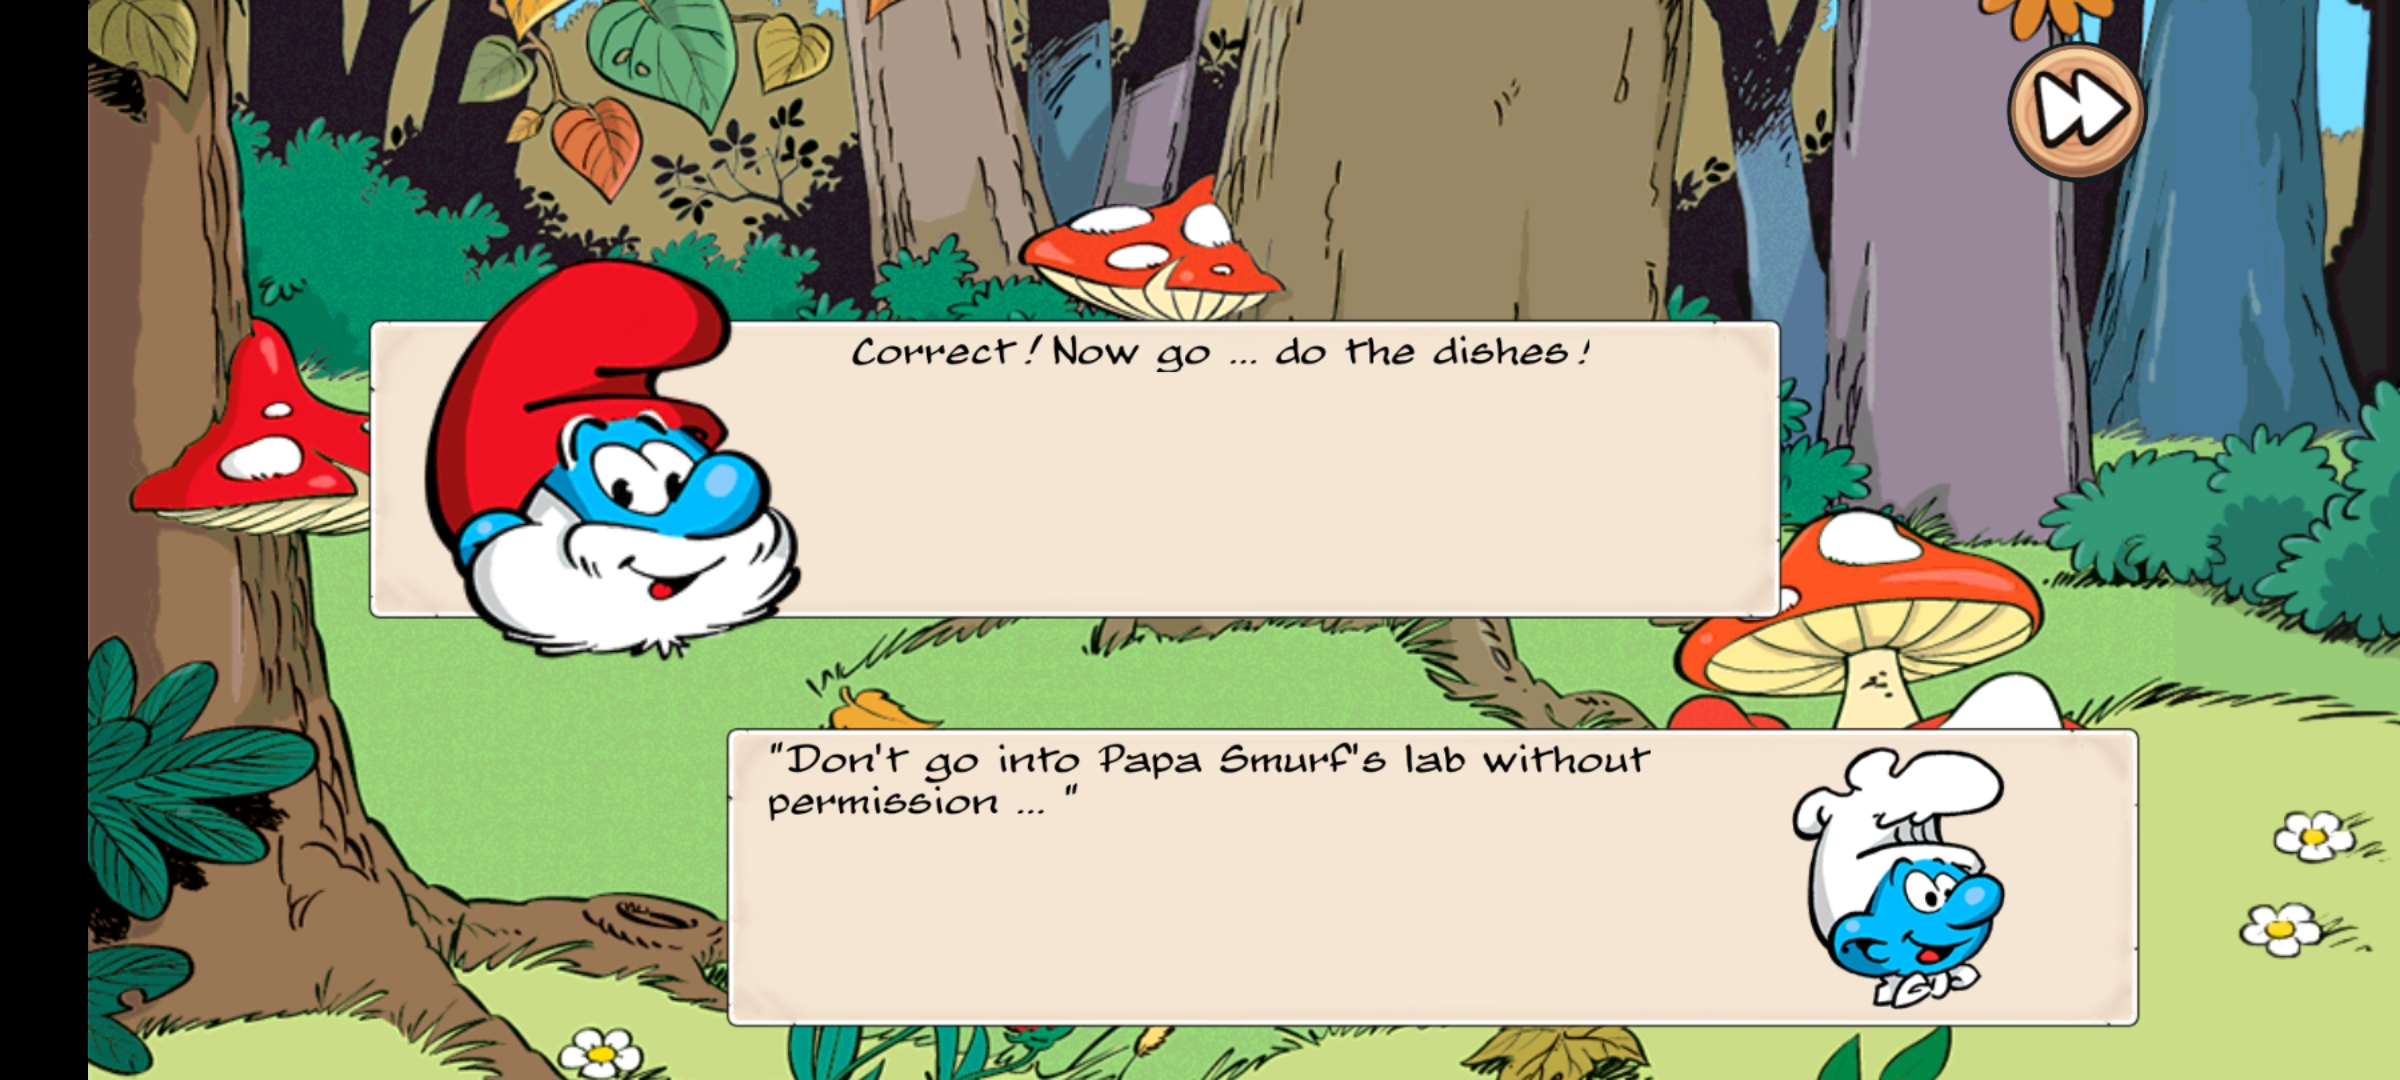 Correct! Now go ... do the dishes!
"Don't go into Papa Smurf's lab without
permission ... "